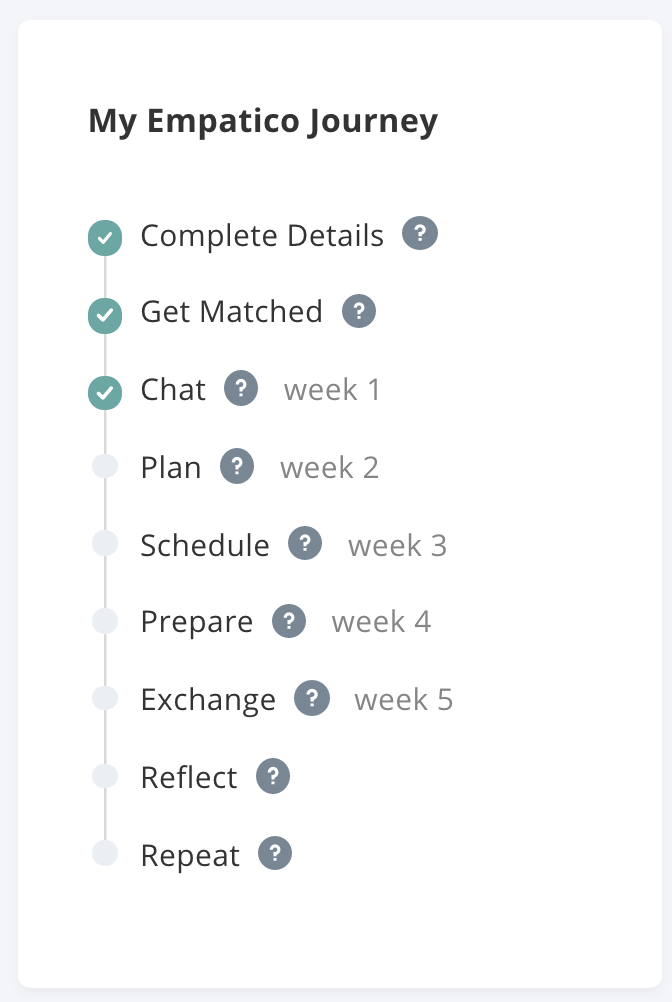 My Empatico Journey
Complete Details ?
Get Matched ?
Chat ? week 1
Plan ? week 2
Schedule ? week 3
Prepare ? week 4
Exchange ? week 5
Reflect ?
Repeat ?